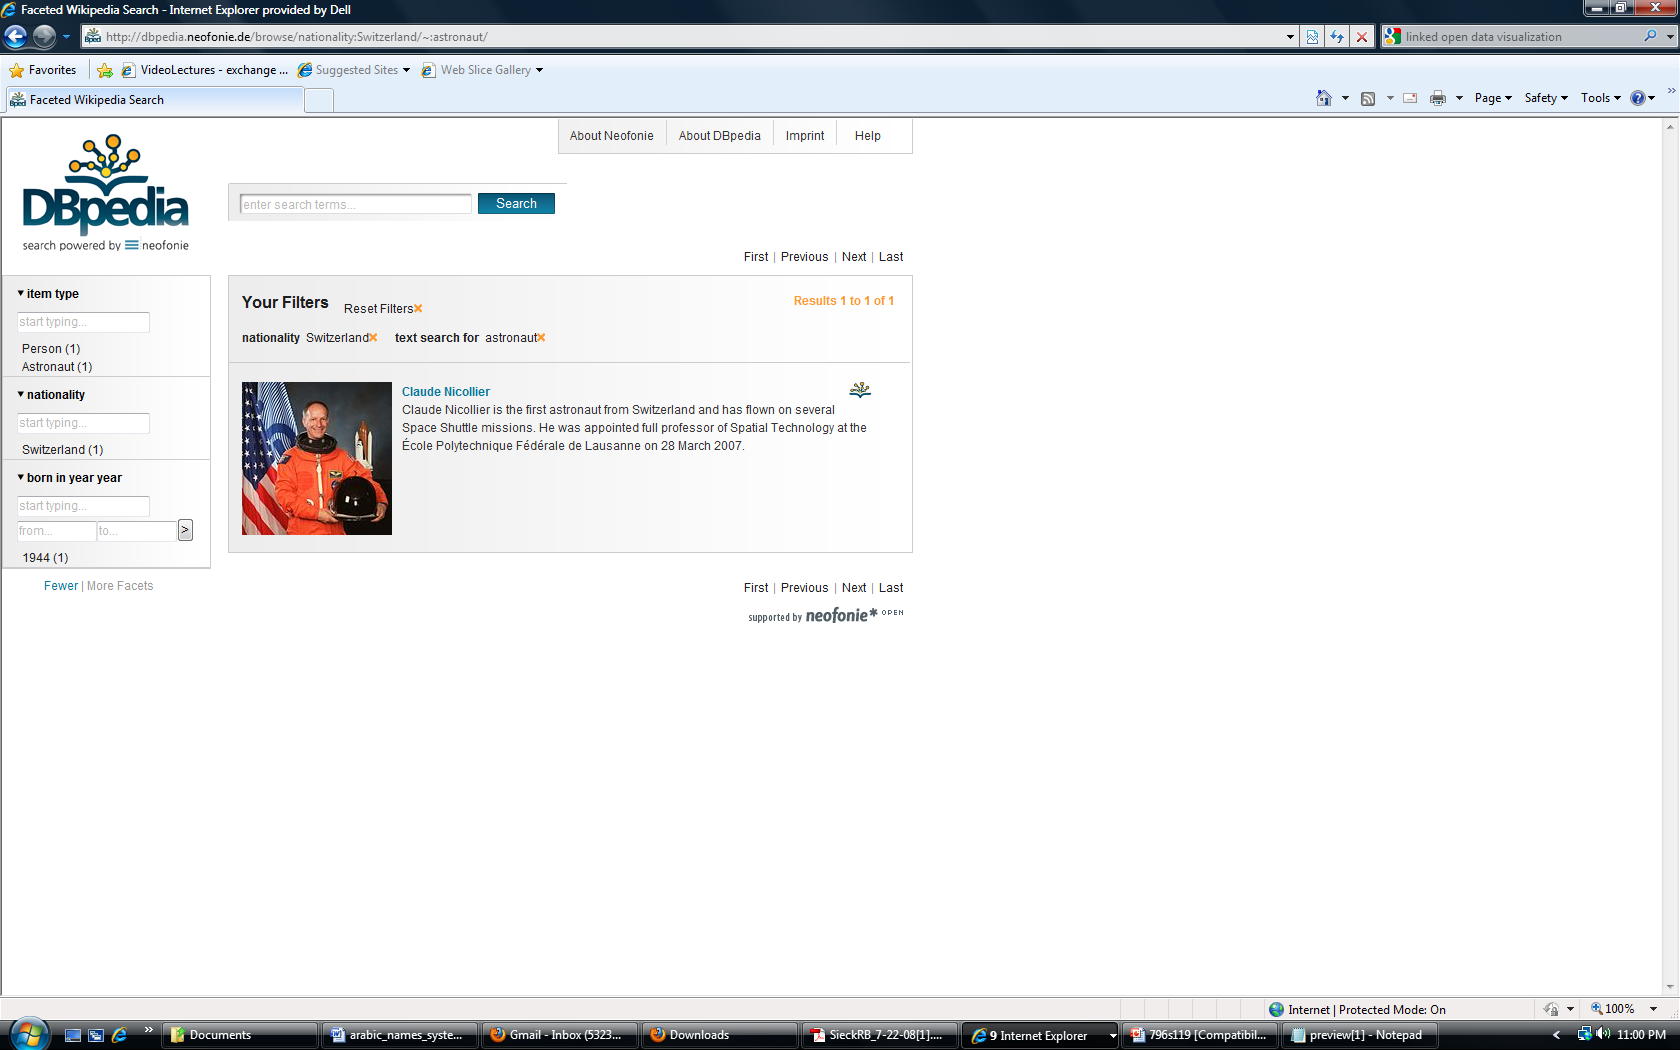 Faceted Wikipedia Search - Internet Explorer provided by Dell
http://dbpedia.neofonie.de/browse/nationality:Switzerland/~:astronaut/
linked open data visualization
Favorites
VideoLectures - exchange ...
Suggested Sites
Web Slice Gallery
Faceted Wikipedia Search
Page
Safety
Tools
About Neofonie
About DBpedia
Imprint
Help
DBpedia
search powered by neofonie
enter search terms...
Search
First | Previous | Next | Last
item type
start typing...
Person (1)
Astronaut (1)
nationality
start typing...
Switzerland (1)
born in year year
start typing...
from...
to...
>
1944 (1)
Fewer | More Facets
Your Filters
Reset Filters
Results 1 to 1 of 1
nationality Switzerland
text search for astronaut
Claude Nicollier
Claude Nicollier is the first astronaut from Switzerland and has flown on several
Space Shuttle missions. He was appointed full professor of Spatial Technology at the
École Polytechnique Fédérale de Lausanne on 28 March 2007.
First | Previous | Next | Last
supported by neofonie* OPEN
Internet | Protected Mode: On
100%
Documents
arabic_names_syste...
Gmail - Inbox (5323...
Downloads
SieckRB_7-22-08[1]....
9 Internet Explorer
796s119 [Compatibil...
preview[1] - Notepad
11:00 PM